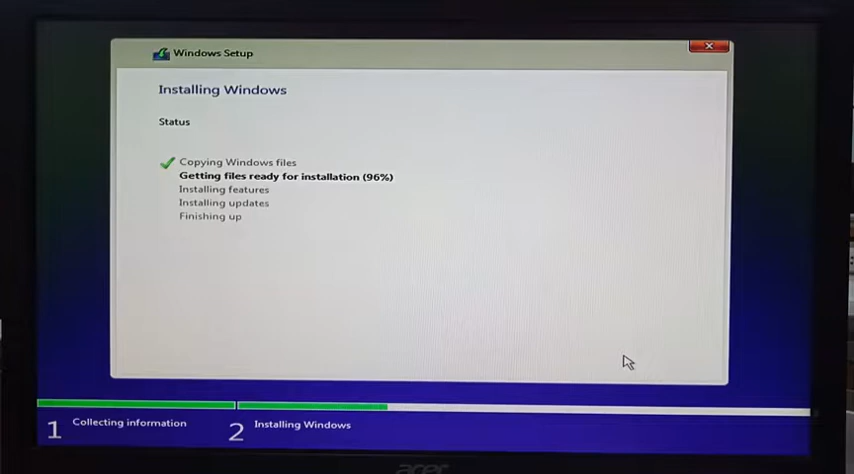 Windows Setup
Installing Windows
Status
Copying Windows files
Getting files ready for installation (96%)
Installing features
Installing updates
Finishing up
1 Collecting information
2 Installing Windows
acer